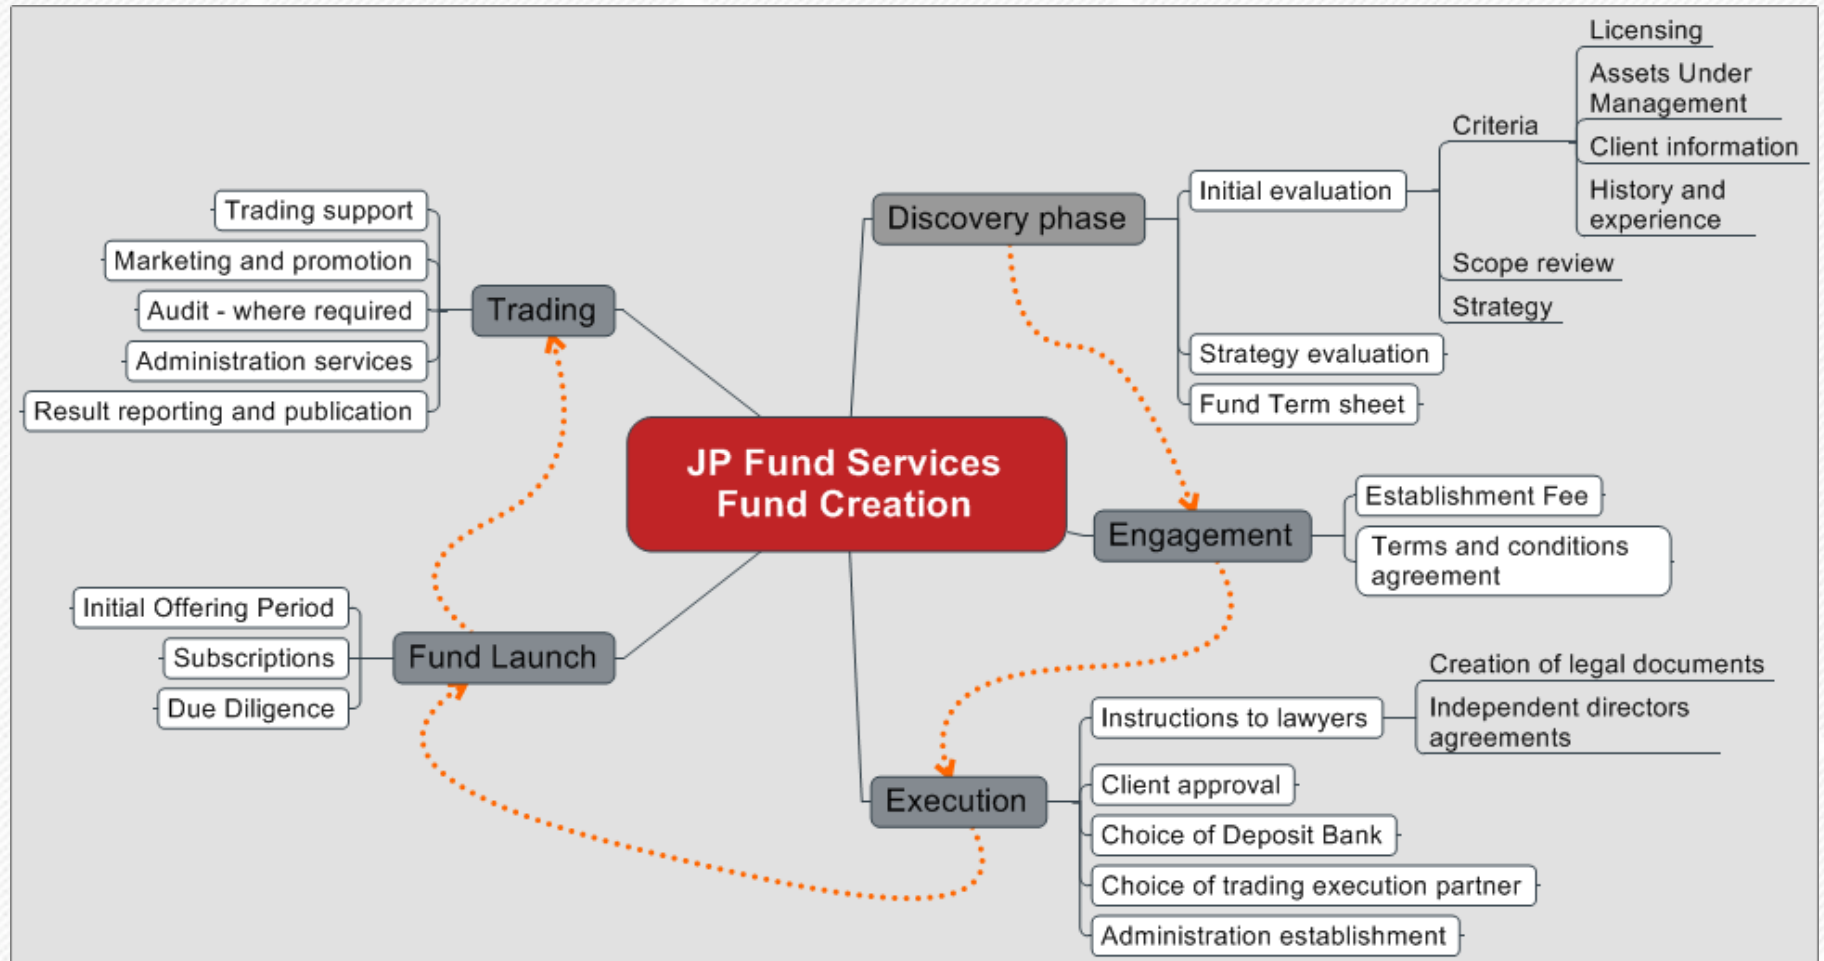 JP Fund Services
Fund Creation
Discovery phase
Initial evaluation
Criteria
Licensing
Assets Under
Management
Client information
History and
experience
Scope review
Strategy
Strategy evaluation
Fund Term sheet
Engagement
Establishment Fee
Terms and conditions
agreement
Execution
Instructions to lawyers
Creation of legal documents
Independent directors
agreements
Client approval
Choice of Deposit Bank
Choice of trading execution partner
Administration establishment
Fund Launch
Initial Offering Period
Subscriptions
Due Diligence
Trading
Trading support
Marketing and promotion
Audit - where required
Administration services
Result reporting and publication